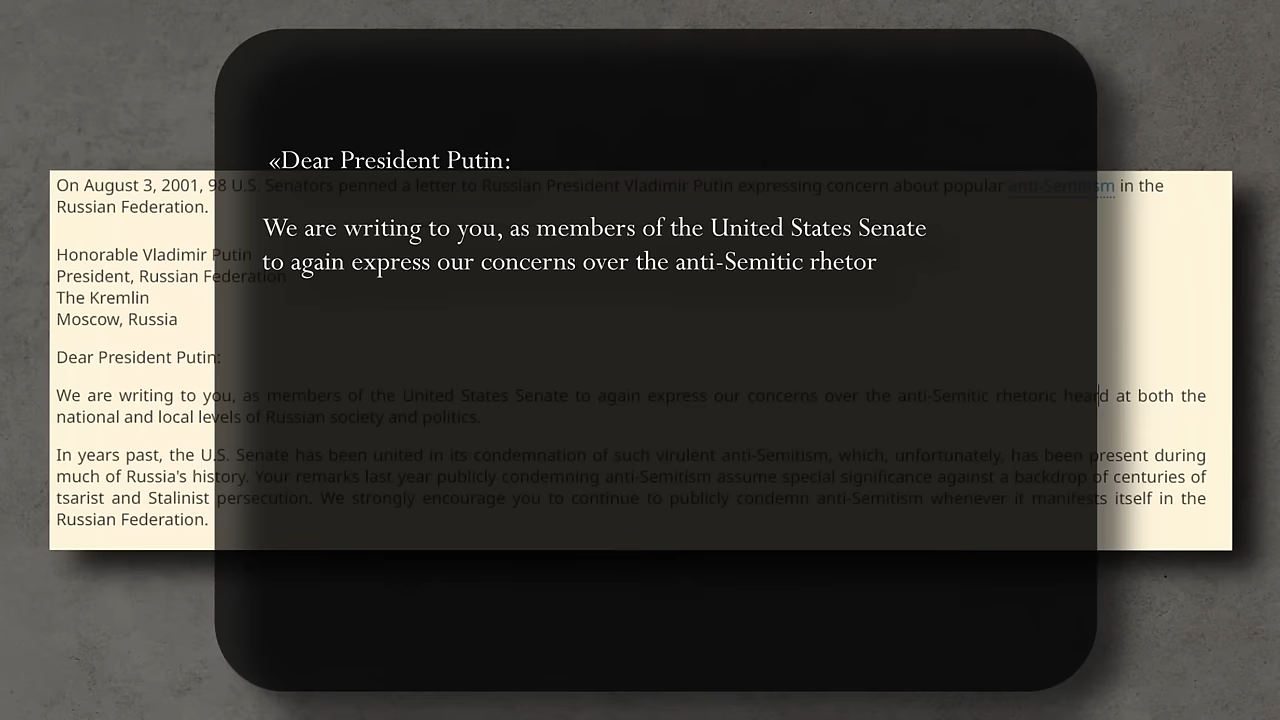 «Dear President Putin:
We are writing to you, as members of the United States Senate
to again express our concerns over the anti-Semitic rhetor
On August 3, 2001, 98 U.S. Senators penned a letter to Russian President Vladimir Putin expressing concern about popular anti-Semitism in the
Russian Federation.
Honorable Vladimir Putin
President, Russian Federation
The Kremlin
Moscow, Russia
Dear President Putin:
We are writing to you, as members of the United States Senate to again express our concerns over the anti-Semitic rhetoric heard at both the
national and local levels of Russian society and politics.
In years past, the U.S. Senate has been united in its condemnation of such virulent anti-Semitism, which, unfortunately, has been present during
much of Russia's history. Your remarks last year publicly condemning anti-Semitism assume special significance against a backdrop of centuries of
tsarist and Stalinist persecution. We strongly encourage you to continue to publicly condemn anti-Semitism whenever it manifests itself in the
Russian Federation.